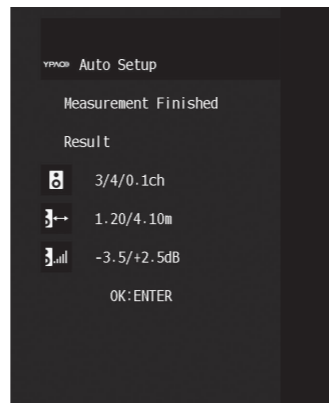 YPAO Auto Setup
Measurement Finished
Result
3/4/0.1ch
1.20/4.10m
-3.5/+2.5dB
OK:ENTER